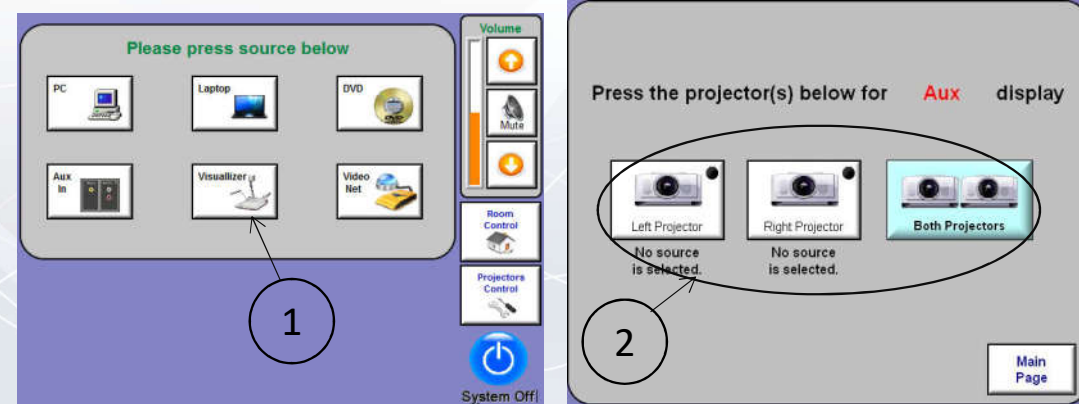 Please press source below
PC
Laptop
DVD
Aux
In
Visuallizer
Video
Net
Volume
Mute
Room
Control
Projectors
Control
System Off
1
Press the projector(s) below for Aux display
Left Projector
Right Projector
Both Projectors
No source
is selected.
No source
is selected.
2
Main
Page